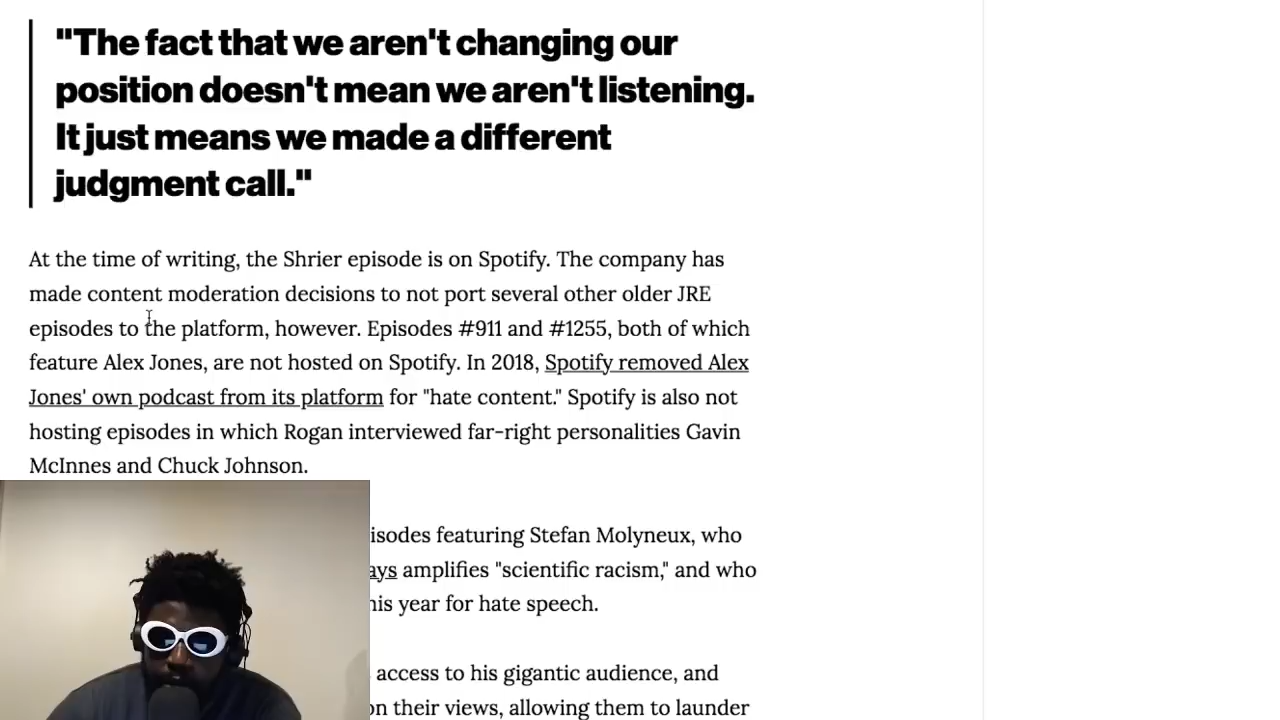 "The fact that we aren't changing our
position doesn't mean we aren't listening.
It just means we made a different
judgment call."
At the time of writing, the Shrier episode is on Spotify. The company has
made content moderation decisions to not port several other older JRE
episodes to the platform, however. Episodes #911 and #1255, both of which
feature Alex Jones, are not hosted on Spotify. In 2018, Spotify removed Alex
Jones' own podcast from its platform for "hate content." Spotify is also not
hosting episodes in which Rogan interviewed far-right personalities Gavin
McInnes and Chuck Johnson.
isodes featuring Stefan Molyneux, who
ays amplifies "scientific racism," and who
his year for hate speech.
access to his gigantic audience, and
on their views, allowing them to launder